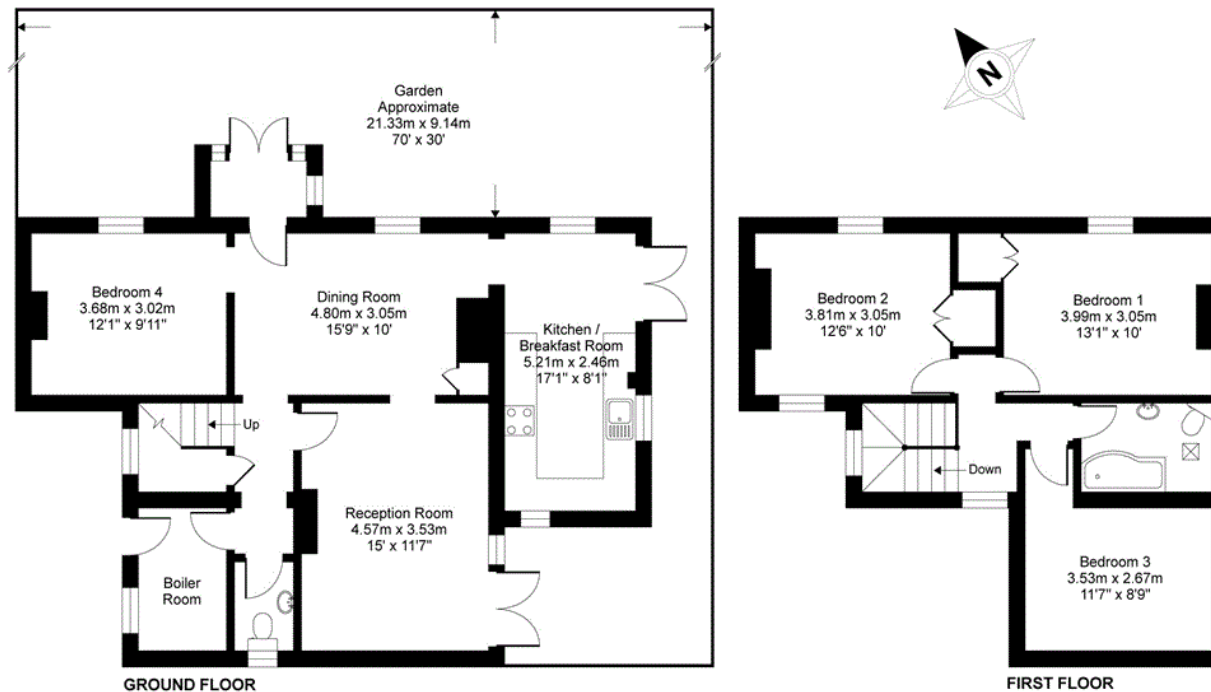 Garden
Approximate
21.33m x 9.14m
70' x 30'
N
Bedroom 4
3.68m x 3.02m
12'1" x 9'11"
Dining Room
4.80m x 3.05m
15'9" x 10'
Kitchen /
Breakfast Room
5.21m x 2.46m
17'1" x 8'1"
Up
Reception Room
4.57m x 3.53m
15' x 11'7"
Boiler
Room
GROUND FLOOR
Bedroom 2
3.81m x 3.05m
12'6" x 10'
Bedroom 1
3.99m x 3.05m
13'1" x 10'
Down
Bedroom 3
3.53m x 2.67m
11'7" x 8'9"
FIRST FLOOR